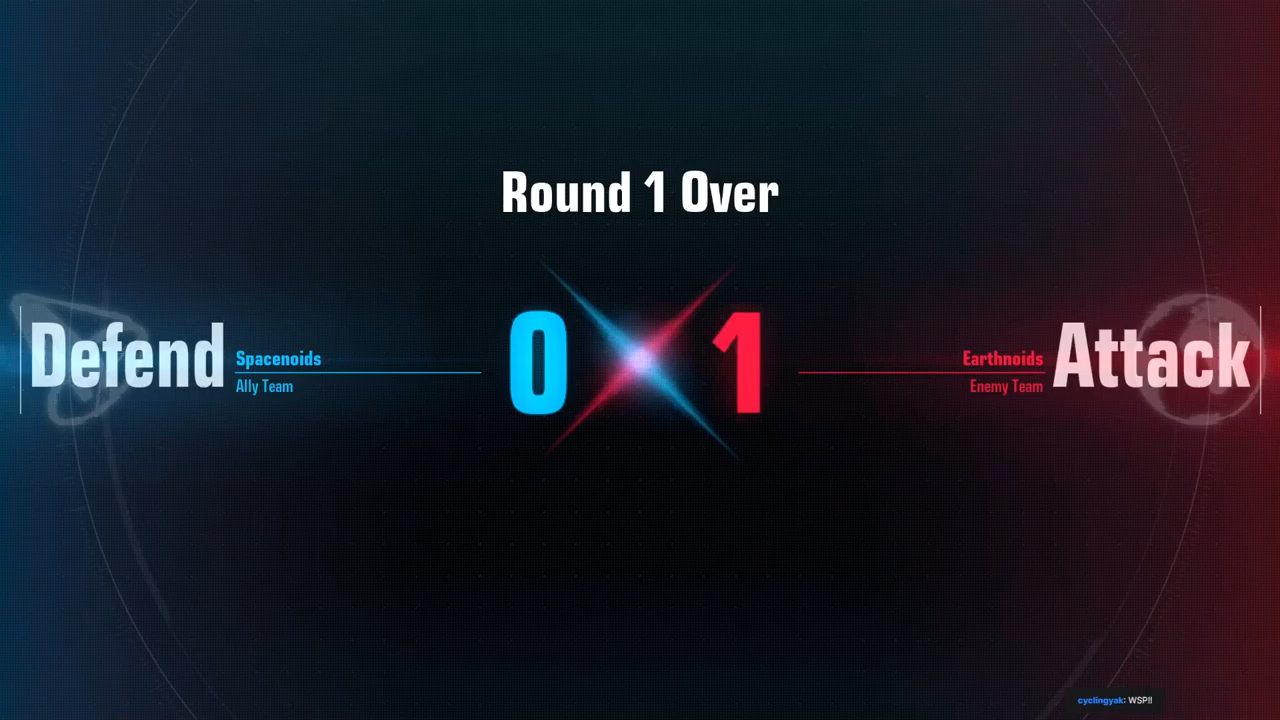 Round 1 Over
Defend
Spacenoids
Ally Team
0
1
Earthnoids
Enemy Team
Attack
cyclingyak: WSP!!